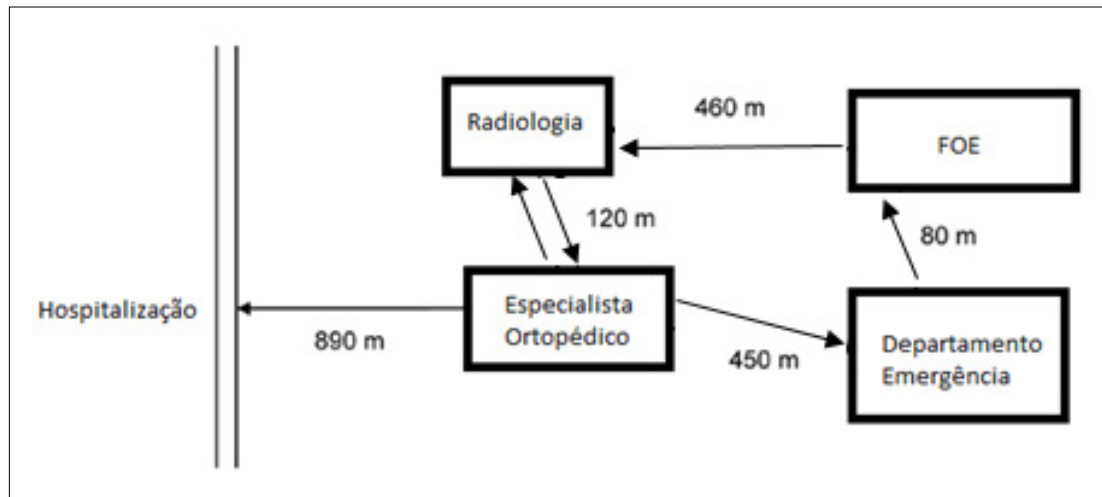 Radiologia
460 m
FOE
120 m
80 m
Hospitalização
890 m
Especialista
Ortopédico
450 m
Departamento
Emergência